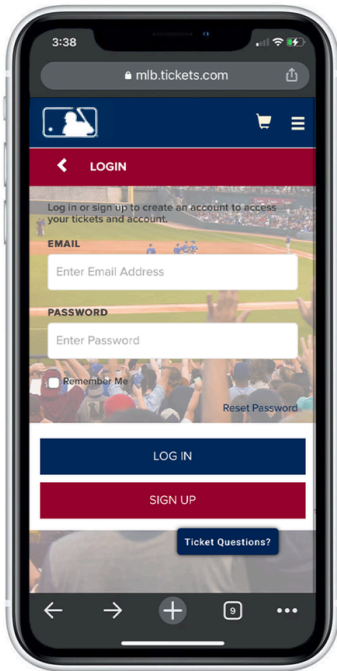 3:38
mlb.tickets.com
LOGIN
Log in or sign up to create an account to access
your tickets and account.
EMAIL
Enter Email Address
PASSWORD
Enter Password
Remember Me
Reset Password
LOG IN
SIGN UP
Ticket Questions?
9